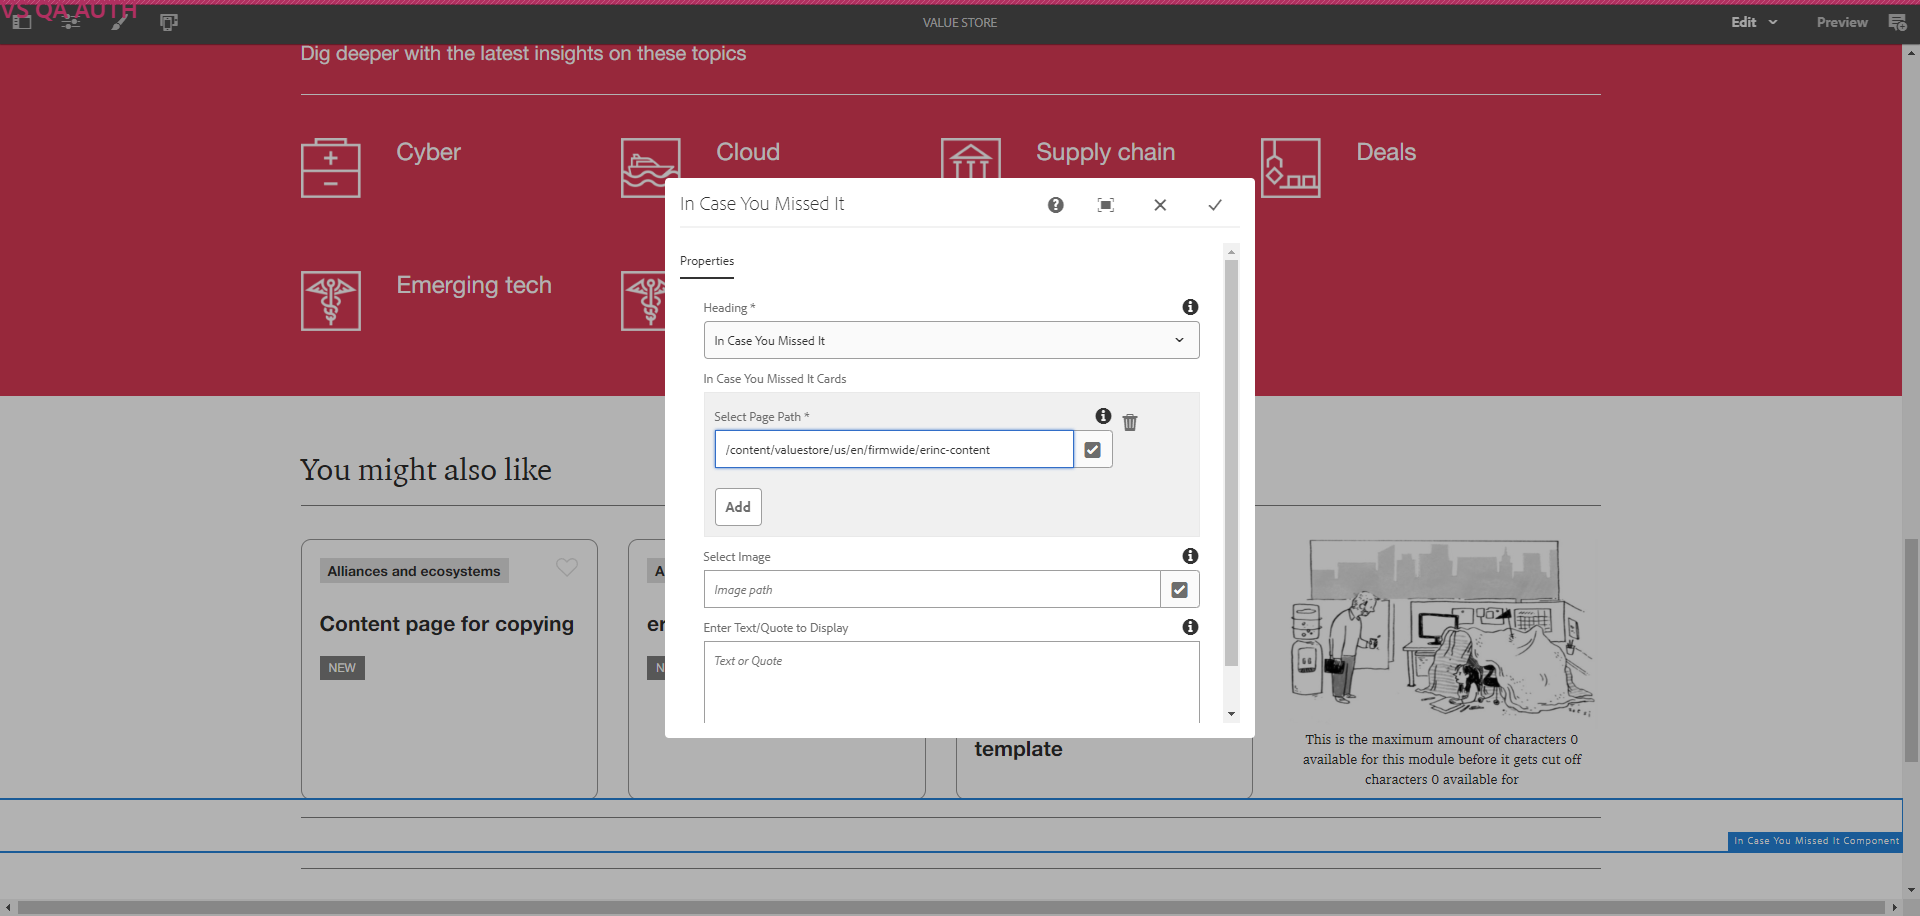 VS QA AUTH
VALUE STORE
Edit
Preview
Dig deeper with the latest insights on these topics
Cyber
Cloud
Supply chain
Deals
Emerging tech
In Case You Missed It
Properties
Heading *
In Case You Missed It
In Case You Missed It Cards
Select Page Path *
/content/valuestore/us/en/firmwide/erinc-content
Add
Select Image
Image path
Enter Text/Quote to Display
Text or Quote
You might also like
Alliances and ecosystems
Content page for copying
NEW
template
This is the maximum amount of characters 0
available for this module before it gets cut off
characters 0 available for
In Case You Missed It Component